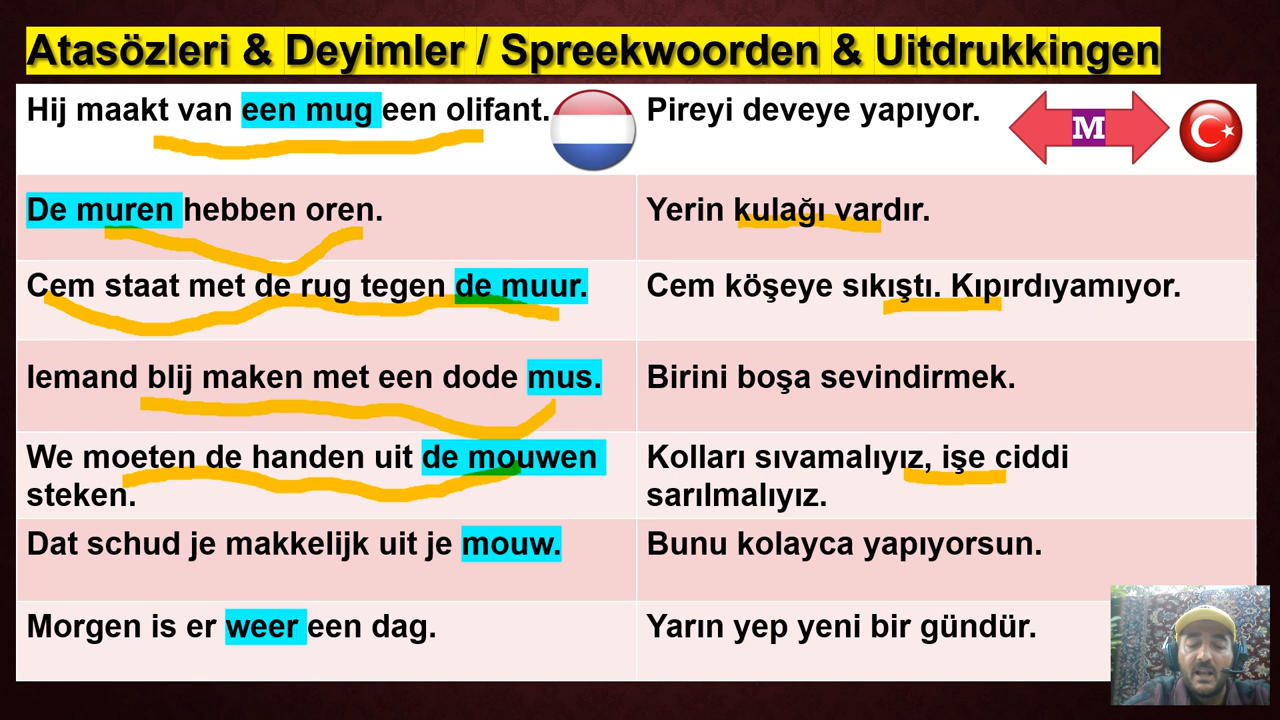 Atasözleri & Deyimler / Spreekwoorden & Uitdrukkingen
Hij maakt van een mug een olifant.
Pireyi deveye yapıyor.
M
De muren hebben oren.
Yerin kulağı vardır.
Cem staat met de rug tegen de muur.
Cem köşeye sıkıştı. Kıpırdıyamıyor.
Iemand blij maken met een dode mus.
Birini boşa sevindirmek.
We moeten de handen uit de mouwen
steken.
Kolları sıvamalıyız, işe ciddi
sarılmalıyız.
Dat schud je makkelijk uit je mouw.
Bunu kolayca yapıyorsun.
Morgen is er weer een dag.
Yarın yep yeni bir gündür.